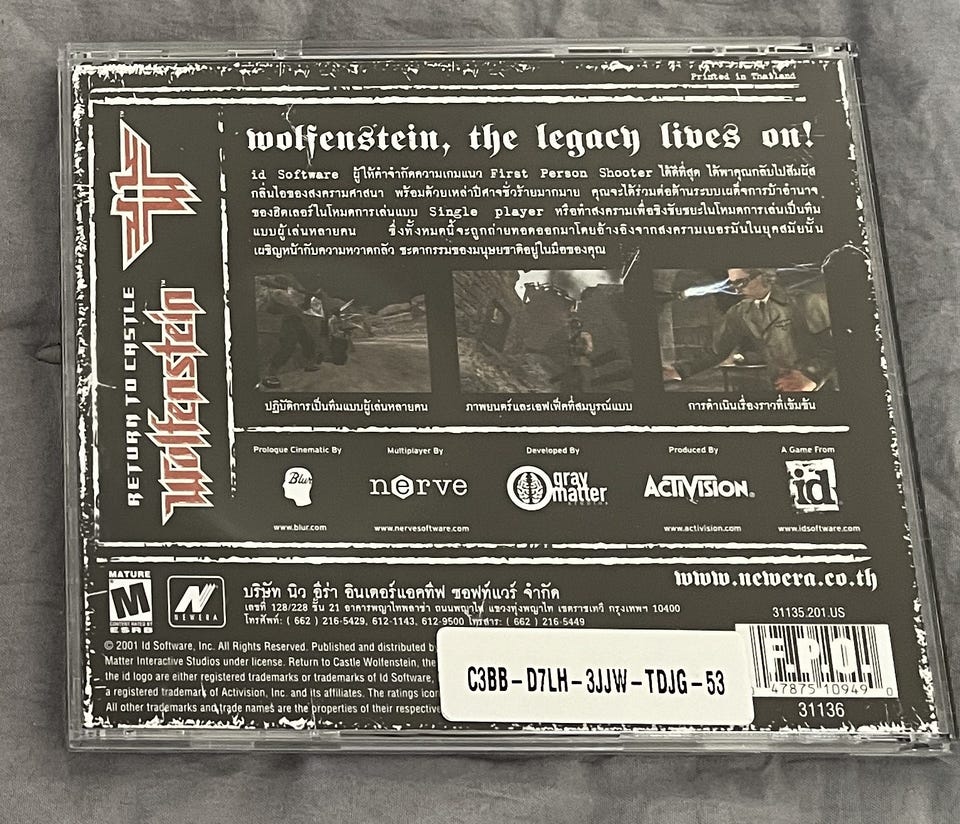 Printed in Thailand
wolfenstein, the legacy lives on!
id Software ผู้ให้คำจำกัดความเกมแนว First Person Shooter ได้ดีที่สุด ได้พาคุณกลับไปสัมผัส
กลิ่นไอของสงครามศาสนา พร้อมด้วยเหล่าปีศาจชั่วร้ายมากมาย คุณจะได้ร่วมต่อต้านระบบเผด็จการบ้าอำนาจ
ของฮิตเลอร์ในโหมดการเล่นแบบ Single player หรือทำสงครามเพื่อชิงชัยชนะในโหมดการเล่นเป็นทีม
แบบผู้เล่นหลายคน ซึ่งทั้งหมดนี้จะถูกถ่ายทอดออกมาโดยอ้างอิงจากสงครามเยอรมันในยุคสมัยนั้น
เผชิญหน้ากับความหวาดกลัว ชะตากรรมของมนุษยชาติอยู่ในมือของคุณ
RETURN TO CASTLE
Wolfenstein
ปฏิบัติการเป็นทีมแบบผู้เล่นหลายคน
ภาพยนตร์และเอฟเฟ็คที่สมบูรณ์แบบ
การดำเนินเรื่องราวที่เข้มข้น
Prologue Cinematic By
Multiplayer By
Developed By
Produced By
A Game From
Blur
nerve
gray
matter
STUDIOS
ACTIVISION.
id
www.blur.com
www.nervesoftware.com
www.activision.com
www.idsoftware.com
www.newera.co.th
MATURE
M
CONTENT RATED BY
ESRB
N
NEWERA
บริษัท นิว อีร่า อินเตอร์แอคทีฟ ซอฟท์แวร์ จำกัด
เลขที่ 128/228 ชั้น 21 อาคารพญาไทพลาซ่า ถนนพญาไท แขวงทุ่งพญาไท เขตราชเทวี กรุงเทพฯ 10400
โทรศัพท์: ( 662 ) 216-5429, 612-1143, 612-9500 โทรสาร: ( 662 ) 216-5449
31135.201.US
© 2001 Id Software, Inc. All Rights Reserved. Published and distributed b
Matter Interactive Studios under license. Return to Castle Wolfenstein, the
the id logo are either registered trademarks or trademarks of Id Software,
a registered trademark of Activision, Inc. and its affiliates. The ratings icon
All other trademarks and trade names are the properties of their respective
C3BB-D7LH-3JJW-TDJG-53
F.P.O.
47875 10949 0
31136